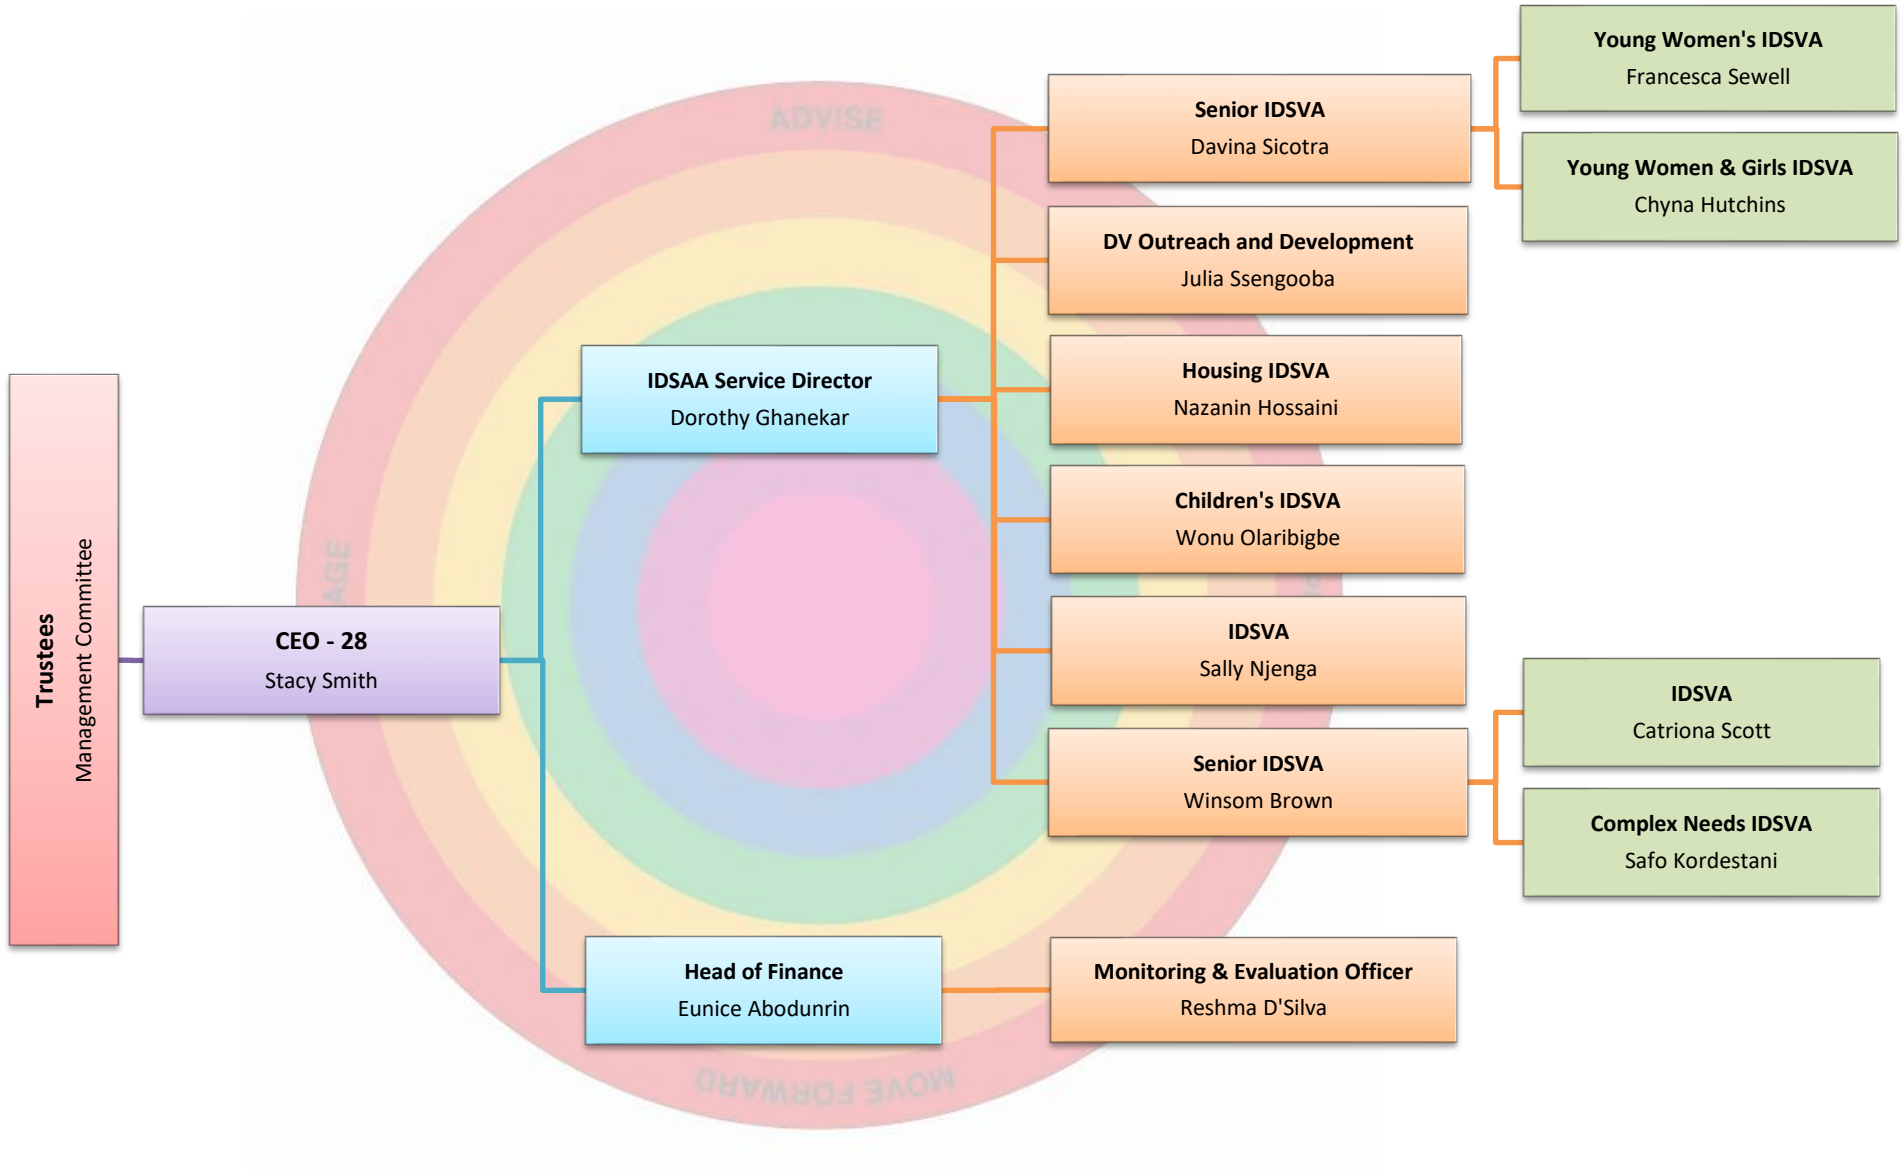 Trustees
Management Committee
CEO - 28
Stacy Smith
IDSAA Service Director
Dorothy Ghanekar
Senior IDSVA
Davina Sicotra
Young Women's IDSVA
Francesca Sewell
Young Women & Girls IDSVA
Chyna Hutchins
DV Outreach and Development
Julia Ssengooba
Housing IDSVA
Nazanin Hossaini
Children's IDSVA
Wonu Olaribigbe
IDSVA
Sally Njenga
Senior IDSVA
Winsom Brown
IDSVA
Catriona Scott
Complex Needs IDSVA
Safo Kordestani
Head of Finance
Eunice Abodunrin
Monitoring & Evaluation Officer
Reshma D'Silva
ADVISE
MOVE FORWARD